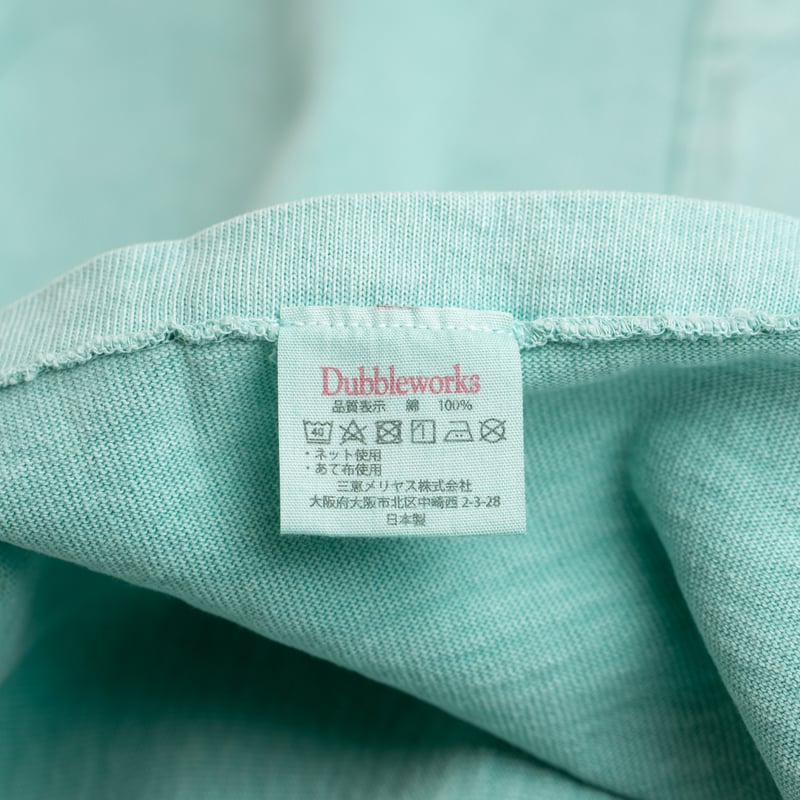 Dubbleworks
品質表示 綿 100%
40
・ネット使用
・あて布使用
三恵メリヤス株式会社
大阪府大阪市北区中崎西 2-3-28
日本製